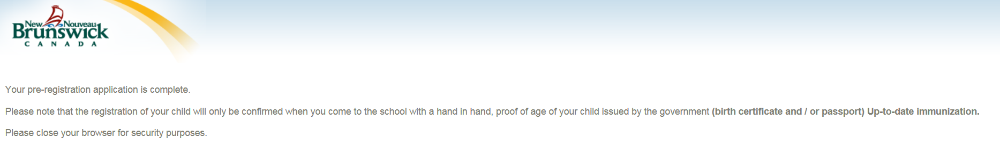 New Nouveau
Brunswick
CANADA
Your pre-registration application is complete.
Please note that the registration of your child will only be confirmed when you come to the school with a hand in hand, proof of age of your child issued by the government (birth certificate and / or passport) Up-to-date immunization.
Please close your browser for security purposes.